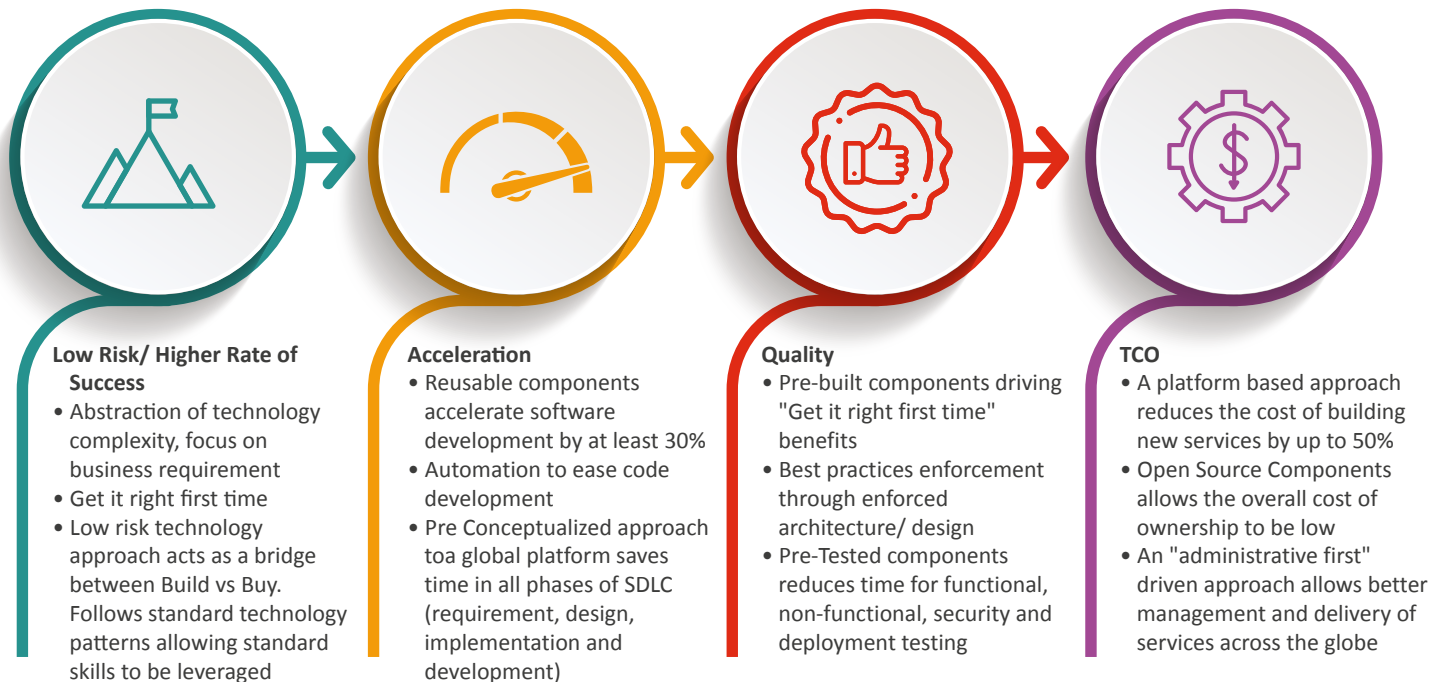 Low Risk/ Higher Rate of
Success
• Abstraction of technology
complexity, focus on
business requirement
• Get it right first time
• Low risk technology
approach acts as a bridge
between Build vs Buy.
Follows standard technology
patterns allowing standard
skills to be leveraged
Acceleration
• Reusable components
accelerate software
development by at least 30%
• Automation to ease code
development
• Pre Conceptualized approach
toa global platform saves
time in all phases of SDLC
(requirement, design,
implementation and
development)
Quality
• Pre-built components driving
"Get it right first time"
benefits
• Best practices enforcement
through enforced
architecture/ design
• Pre-Tested components
reduces time for functional,
non-functional, security and
deployment testing
TCO
• A platform based approach
reduces the cost of building
new services by up to 50%
• Open Source Components
allows the overall cost of
ownership to be low
• An "administrative first"
driven approach allows better
management and delivery of
services across the globe